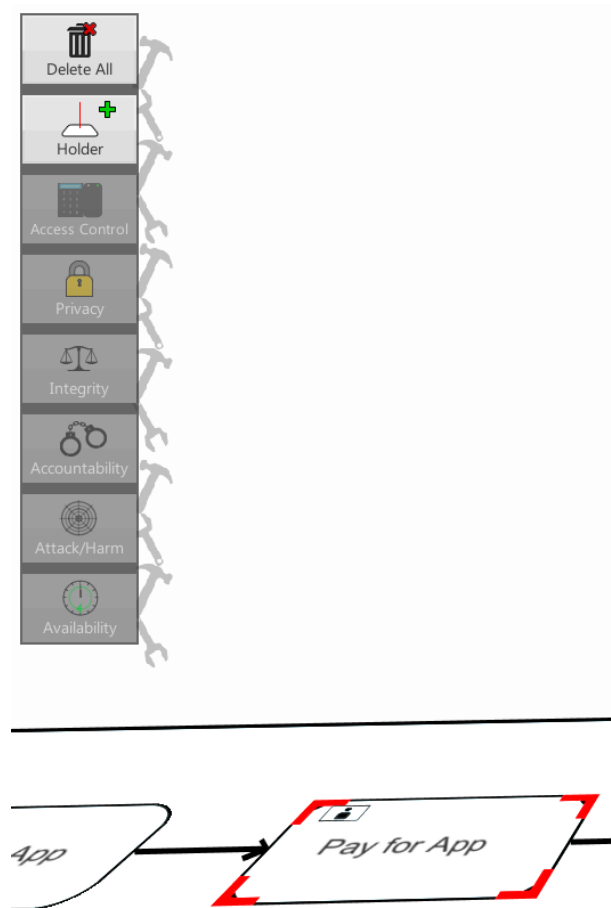 Delete All
Holder
Access Control
Privacy
Integrity
Accountability
Attack/Harm
Availability
App
Pay for App